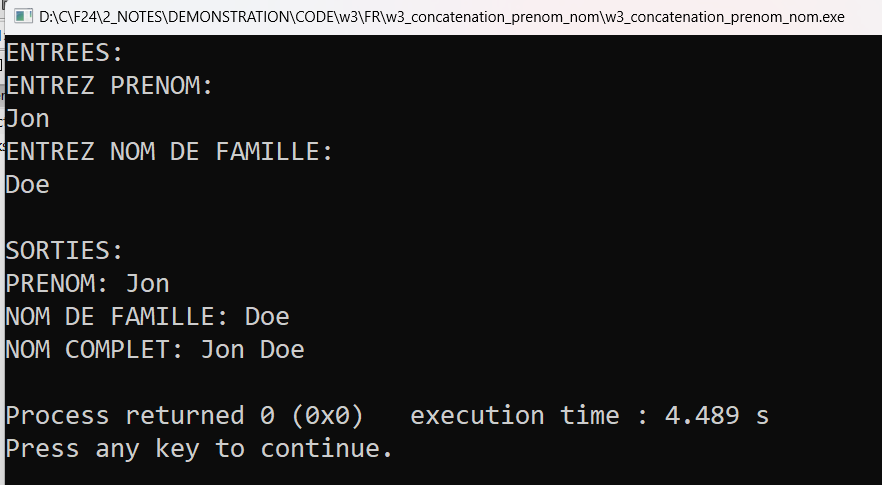 D:\C\F24\2_NOTES\DEMONSTRATION\CODE\w3\FR\w3_concatenation_prenom_nom\w3_concatenation_prenom_nom.exe
ENTREES:
ENTREZ PRENOM:
Jon
ENTREZ NOM DE FAMILLE:
Doe
SORTIES:
PRENOM: Jon
NOM DE FAMILLE: Doe
NOM COMPLET: Jon Doe
Process returned 0 (0x0)   execution time : 4.489 s
Press any key to continue.